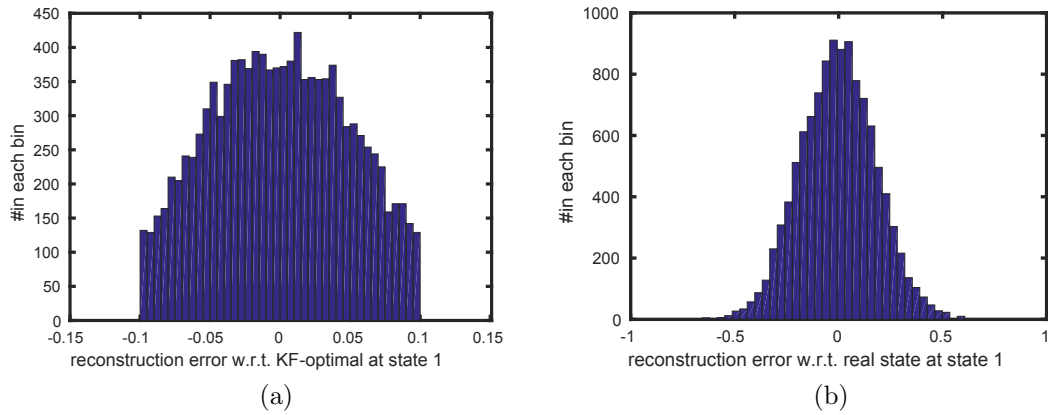 450
400
350
300
250
200
150
100
50
0
#in each bin
-0.15 -0.1 -0.05 0 0.05 0.1 0.15
reconstruction error w.r.t. KF-optimal at state 1
(a)
1000
800
600
400
200
0
#in each bin
-1 -0.5 0 0.5 1
reconstruction error w.r.t. real state at state 1
(b)